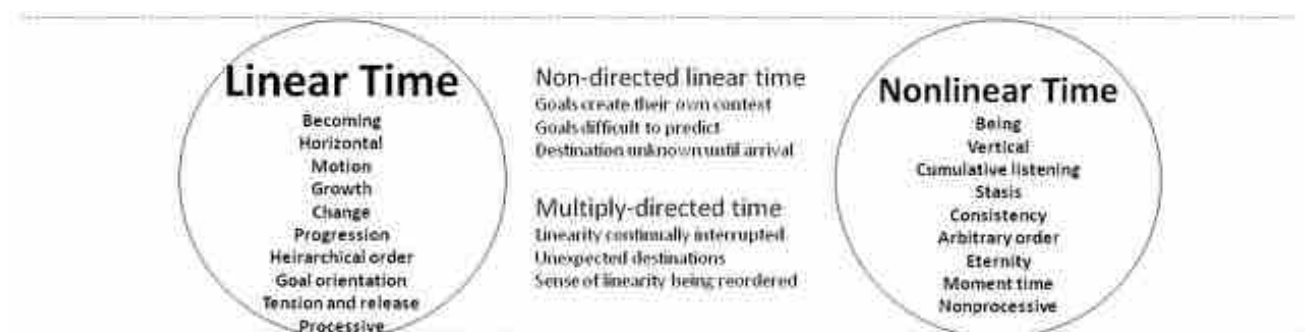 Linear Time
Becoming
Horizontal
Motion
Growth
Change
Progression
Heirarchical order
Goal orientation
Tension and release
Processive
Non-directed linear time
Goals create their own context
Goals difficult to predict
Destination unknown until arrival
Multiply-directed time
Linearity continually interrupted
Unexpected destinations
Sense of linearity being reordered
Nonlinear Time
Being
Vertical
Cumulative listening
Stasis
Consistency
Arbitrary order
Eternity
Moment time
Nonprocessive